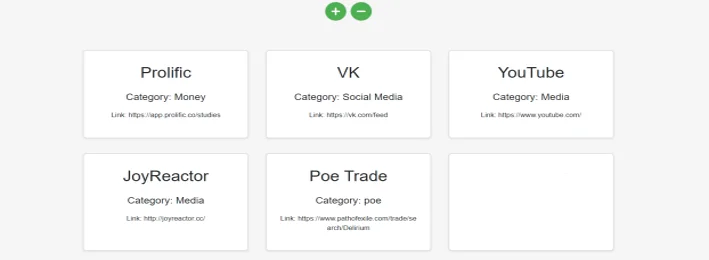 + −
Prolific
Category: Money
Link: https://app.prolific.co/studies
VK
Category: Social Media
Link: https://vk.com/feed
YouTube
Category: Media
Link: https://www.youtube.com/
JoyReactor
Category: Media
Link: http://joyreactor.cc/
Poe Trade
Category: poe
Link: https://www.pathofexile.com/trade/se
arch/Delirium